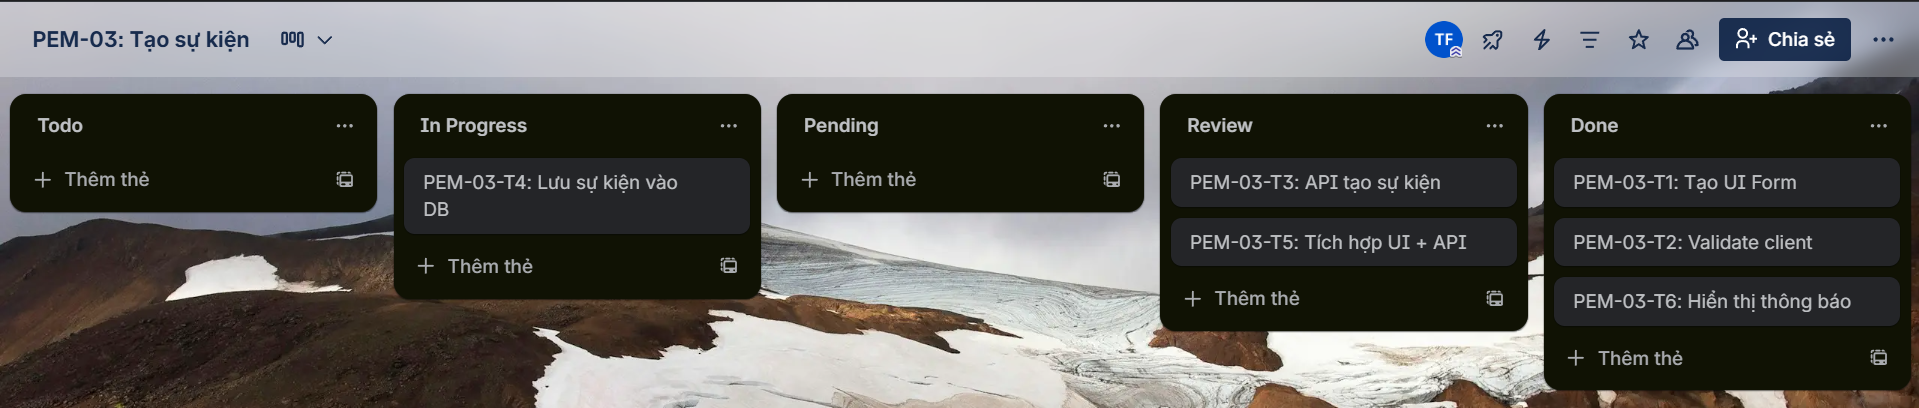 PEM-03: Tạo sự kiện
TF
Chia sẻ
Todo
Thêm thẻ
In Progress
PEM-03-T4: Lưu sự kiện vào
DB
Thêm thẻ
Pending
Thêm thẻ
Review
PEM-03-T3: API tạo sự kiện
PEM-03-T5: Tích hợp UI + API
Thêm thẻ
Done
PEM-03-T1: Tạo UI Form
PEM-03-T2: Validate client
PEM-03-T6: Hiển thị thông báo
Thêm thẻ